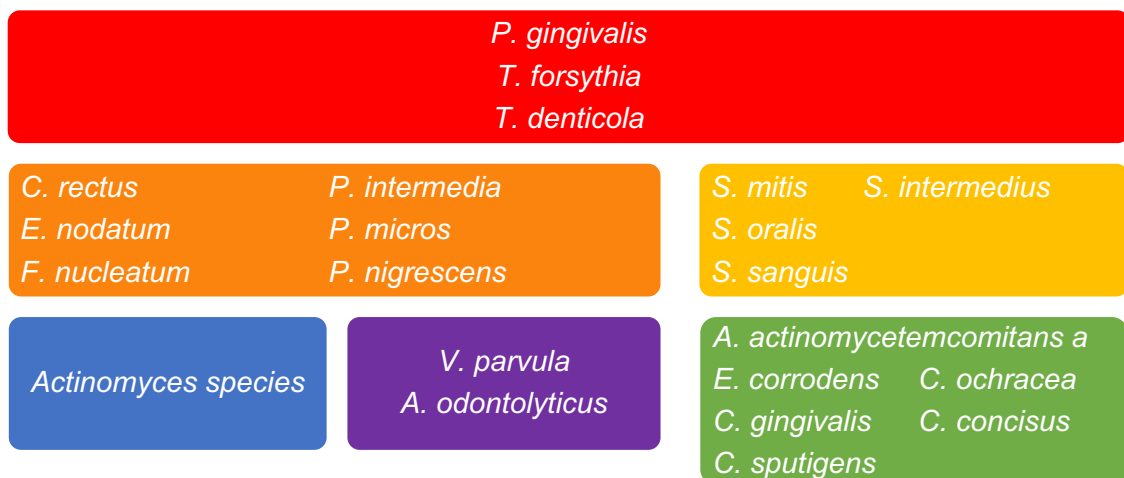 P. gingivalis
T. forsythia
T. denticola
C. rectus P. intermedia
E. nodatum P. micros
F. nucleatum P. nigrescens
S. mitis S. intermedius
S. oralis
S. sanguis
Actinomyces species
V. parvula
A. odontolyticus
A. actinomycetemcomitans a
E. corrodens C. ochracea
C. gingivalis C. concisus
C. sputigens